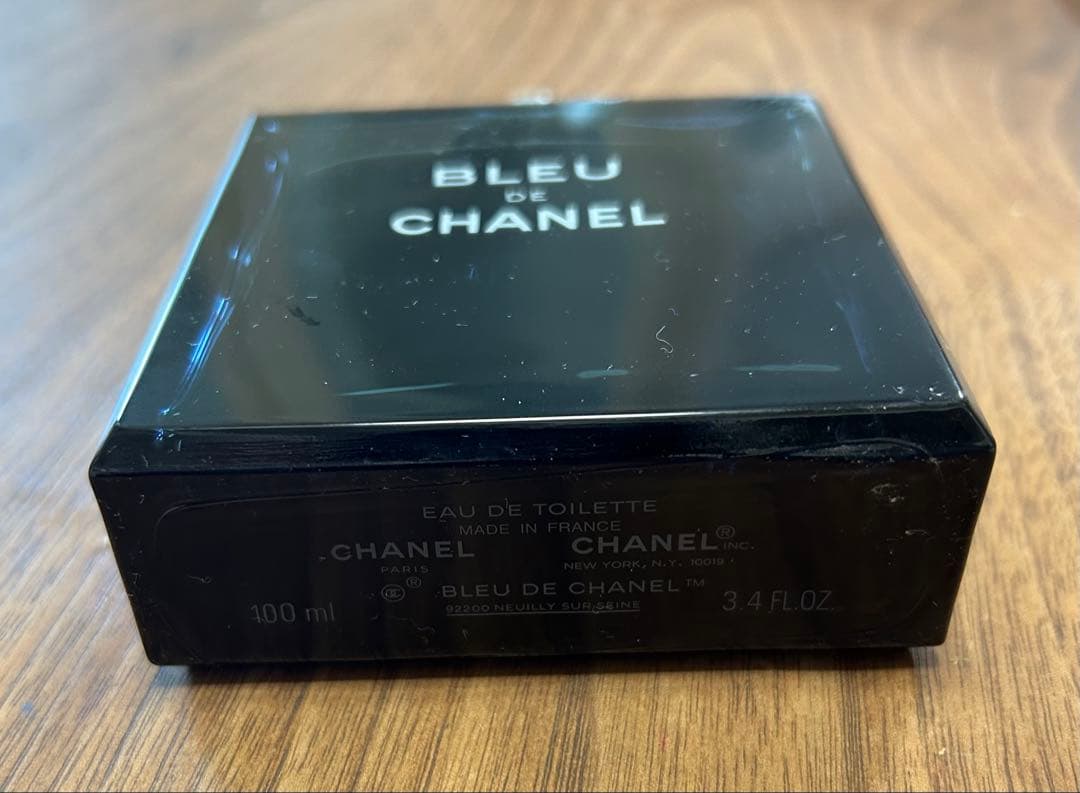 BLEU
DE
CHANEL
EAU DE TOILETTE
MADE IN FRANCE
CHANEL
PARIS
CHANEL® INC.
NEW YORK, N.Y. 10019
® BLEU DE CHANEL™
92200 NEUILLY SUR SEINE
100 ml
3.4 FL.OZ.